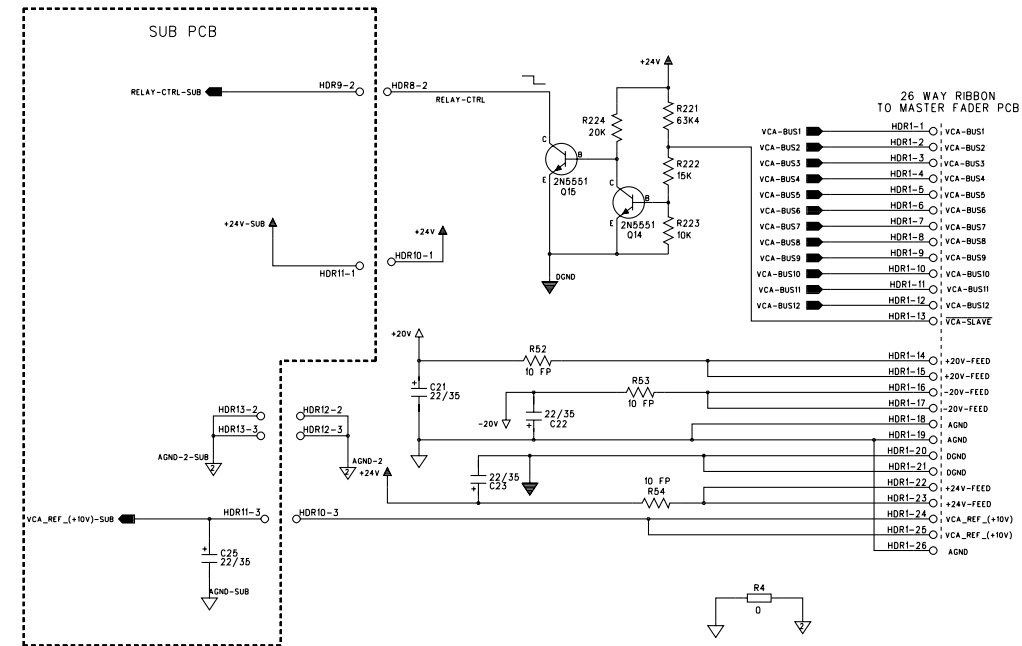 SUB PCB
RELAY-CTRL-SUB
HDR9-2
HDR8-2
RELAY-CTRL
+24V
R224
20K
R221
63K4
C
B
E
2N5551
Q15
R222
15K
C
B
E
2N5551
Q14
R223
10K
DGND
+24V-SUB
HDR11-1
+24V
HDR10-1
26 WAY RIBBON
TO MASTER FADER PCB
VCA-BUS1 HDR1-1 VCA-BUS1
VCA-BUS2 HDR1-2 VCA-BUS2
VCA-BUS3 HDR1-3 VCA-BUS3
VCA-BUS4 HDR1-4 VCA-BUS4
VCA-BUS5 HDR1-5 VCA-BUS5
VCA-BUS6 HDR1-6 VCA-BUS6
VCA-BUS7 HDR1-7 VCA-BUS7
VCA-BUS8 HDR1-8 VCA-BUS8
VCA-BUS9 HDR1-9 VCA-BUS9
VCA-BUS10 HDR1-10 VCA-BUS10
VCA-BUS11 HDR1-11 VCA-BUS11
VCA-BUS12 HDR1-12 VCA-BUS12
HDR1-13 VCA-SLAVE
+20V
R52
10 FP
HDR1-14 +20V-FEED
HDR1-15 +20V-FEED
+ C21
22/35
R53
10 FP
HDR1-16 -20V-FEED
HDR1-17 -20V-FEED
-20V
22/35
+ C22
HDR1-18 AGND
HDR1-19 AGND
HDR13-2
HDR12-2
HDR13-3
HDR12-3
AGND-2-SUB
2
AGND-2
2
+24V
22/35
+ C23
HDR1-20 DGND
HDR1-21 DGND
10 FP
R54
HDR1-22 +24V-FEED
HDR1-23 +24V-FEED
VCA_REF_(+10V)-SUB
HDR11-3
HDR10-3
HDR1-24 VCA_REF_(+10V)
HDR1-25 VCA_REF_(+10V)
HDR1-26 AGND
+ C25
22/35
AGND-SUB
R4
0
2